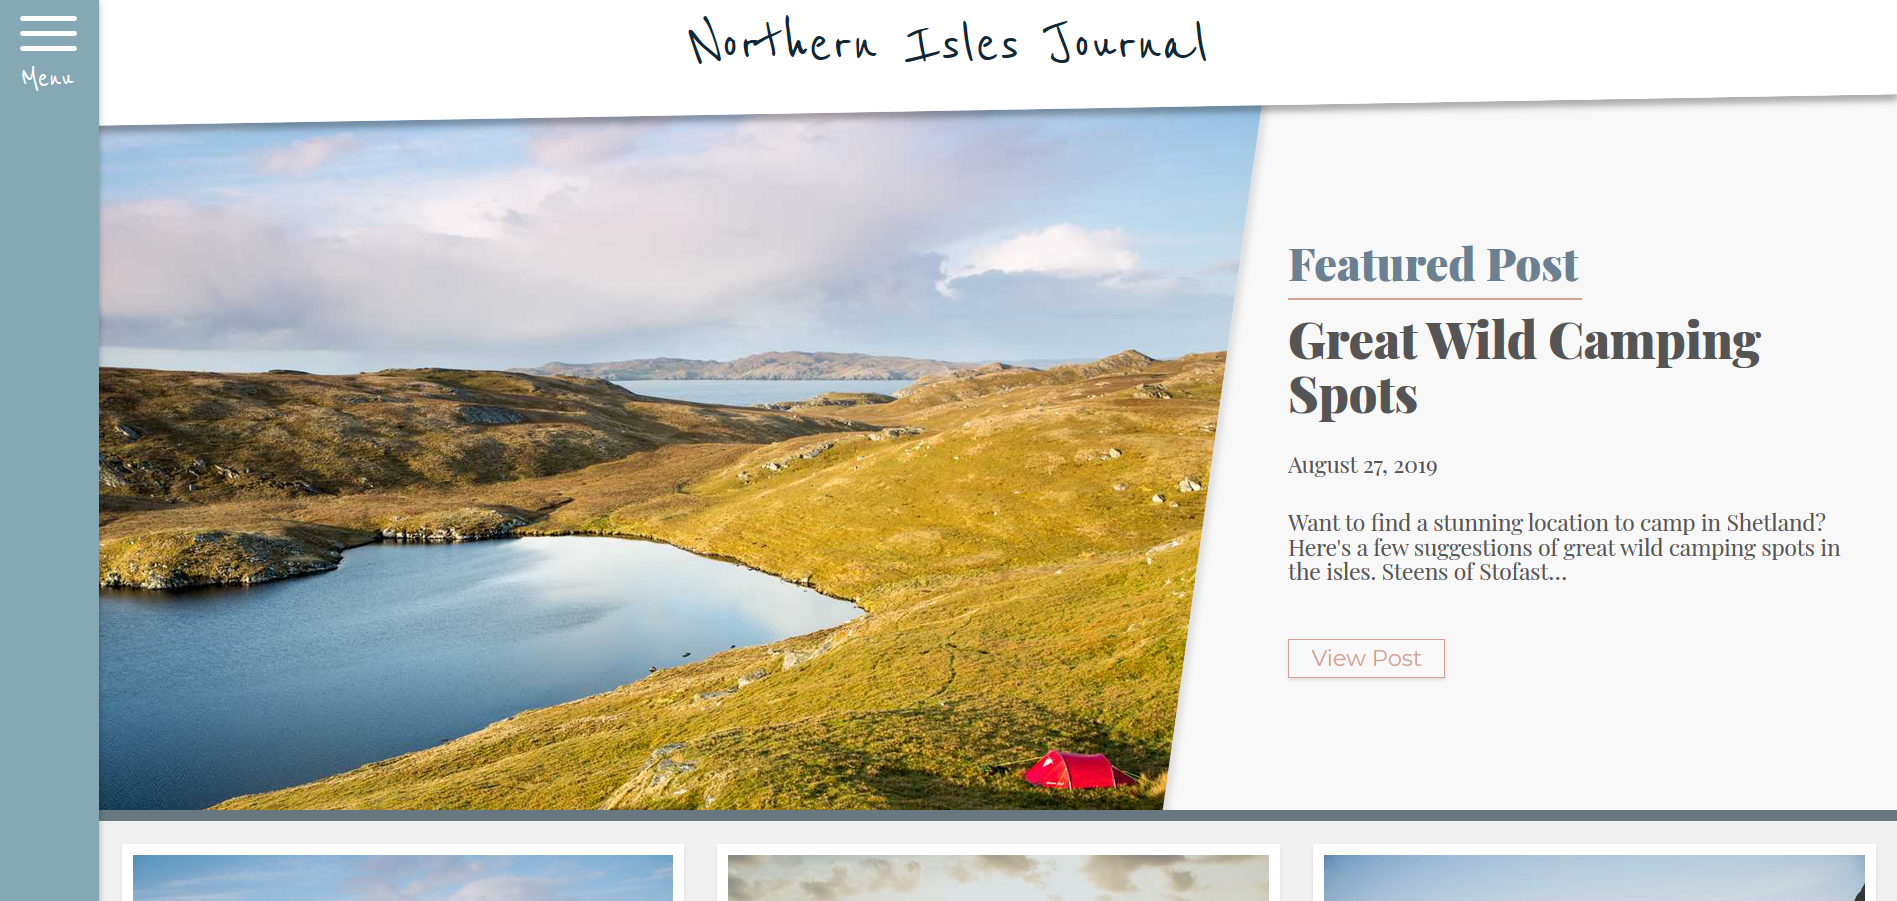 Menu
Northern Isles Journal
Featured Post
Great Wild Camping
Spots
August 27, 2019
Want to find a stunning location to camp in Shetland?
Here's a few suggestions of great wild camping spots in
the isles. Steens of Stofast...
View Post